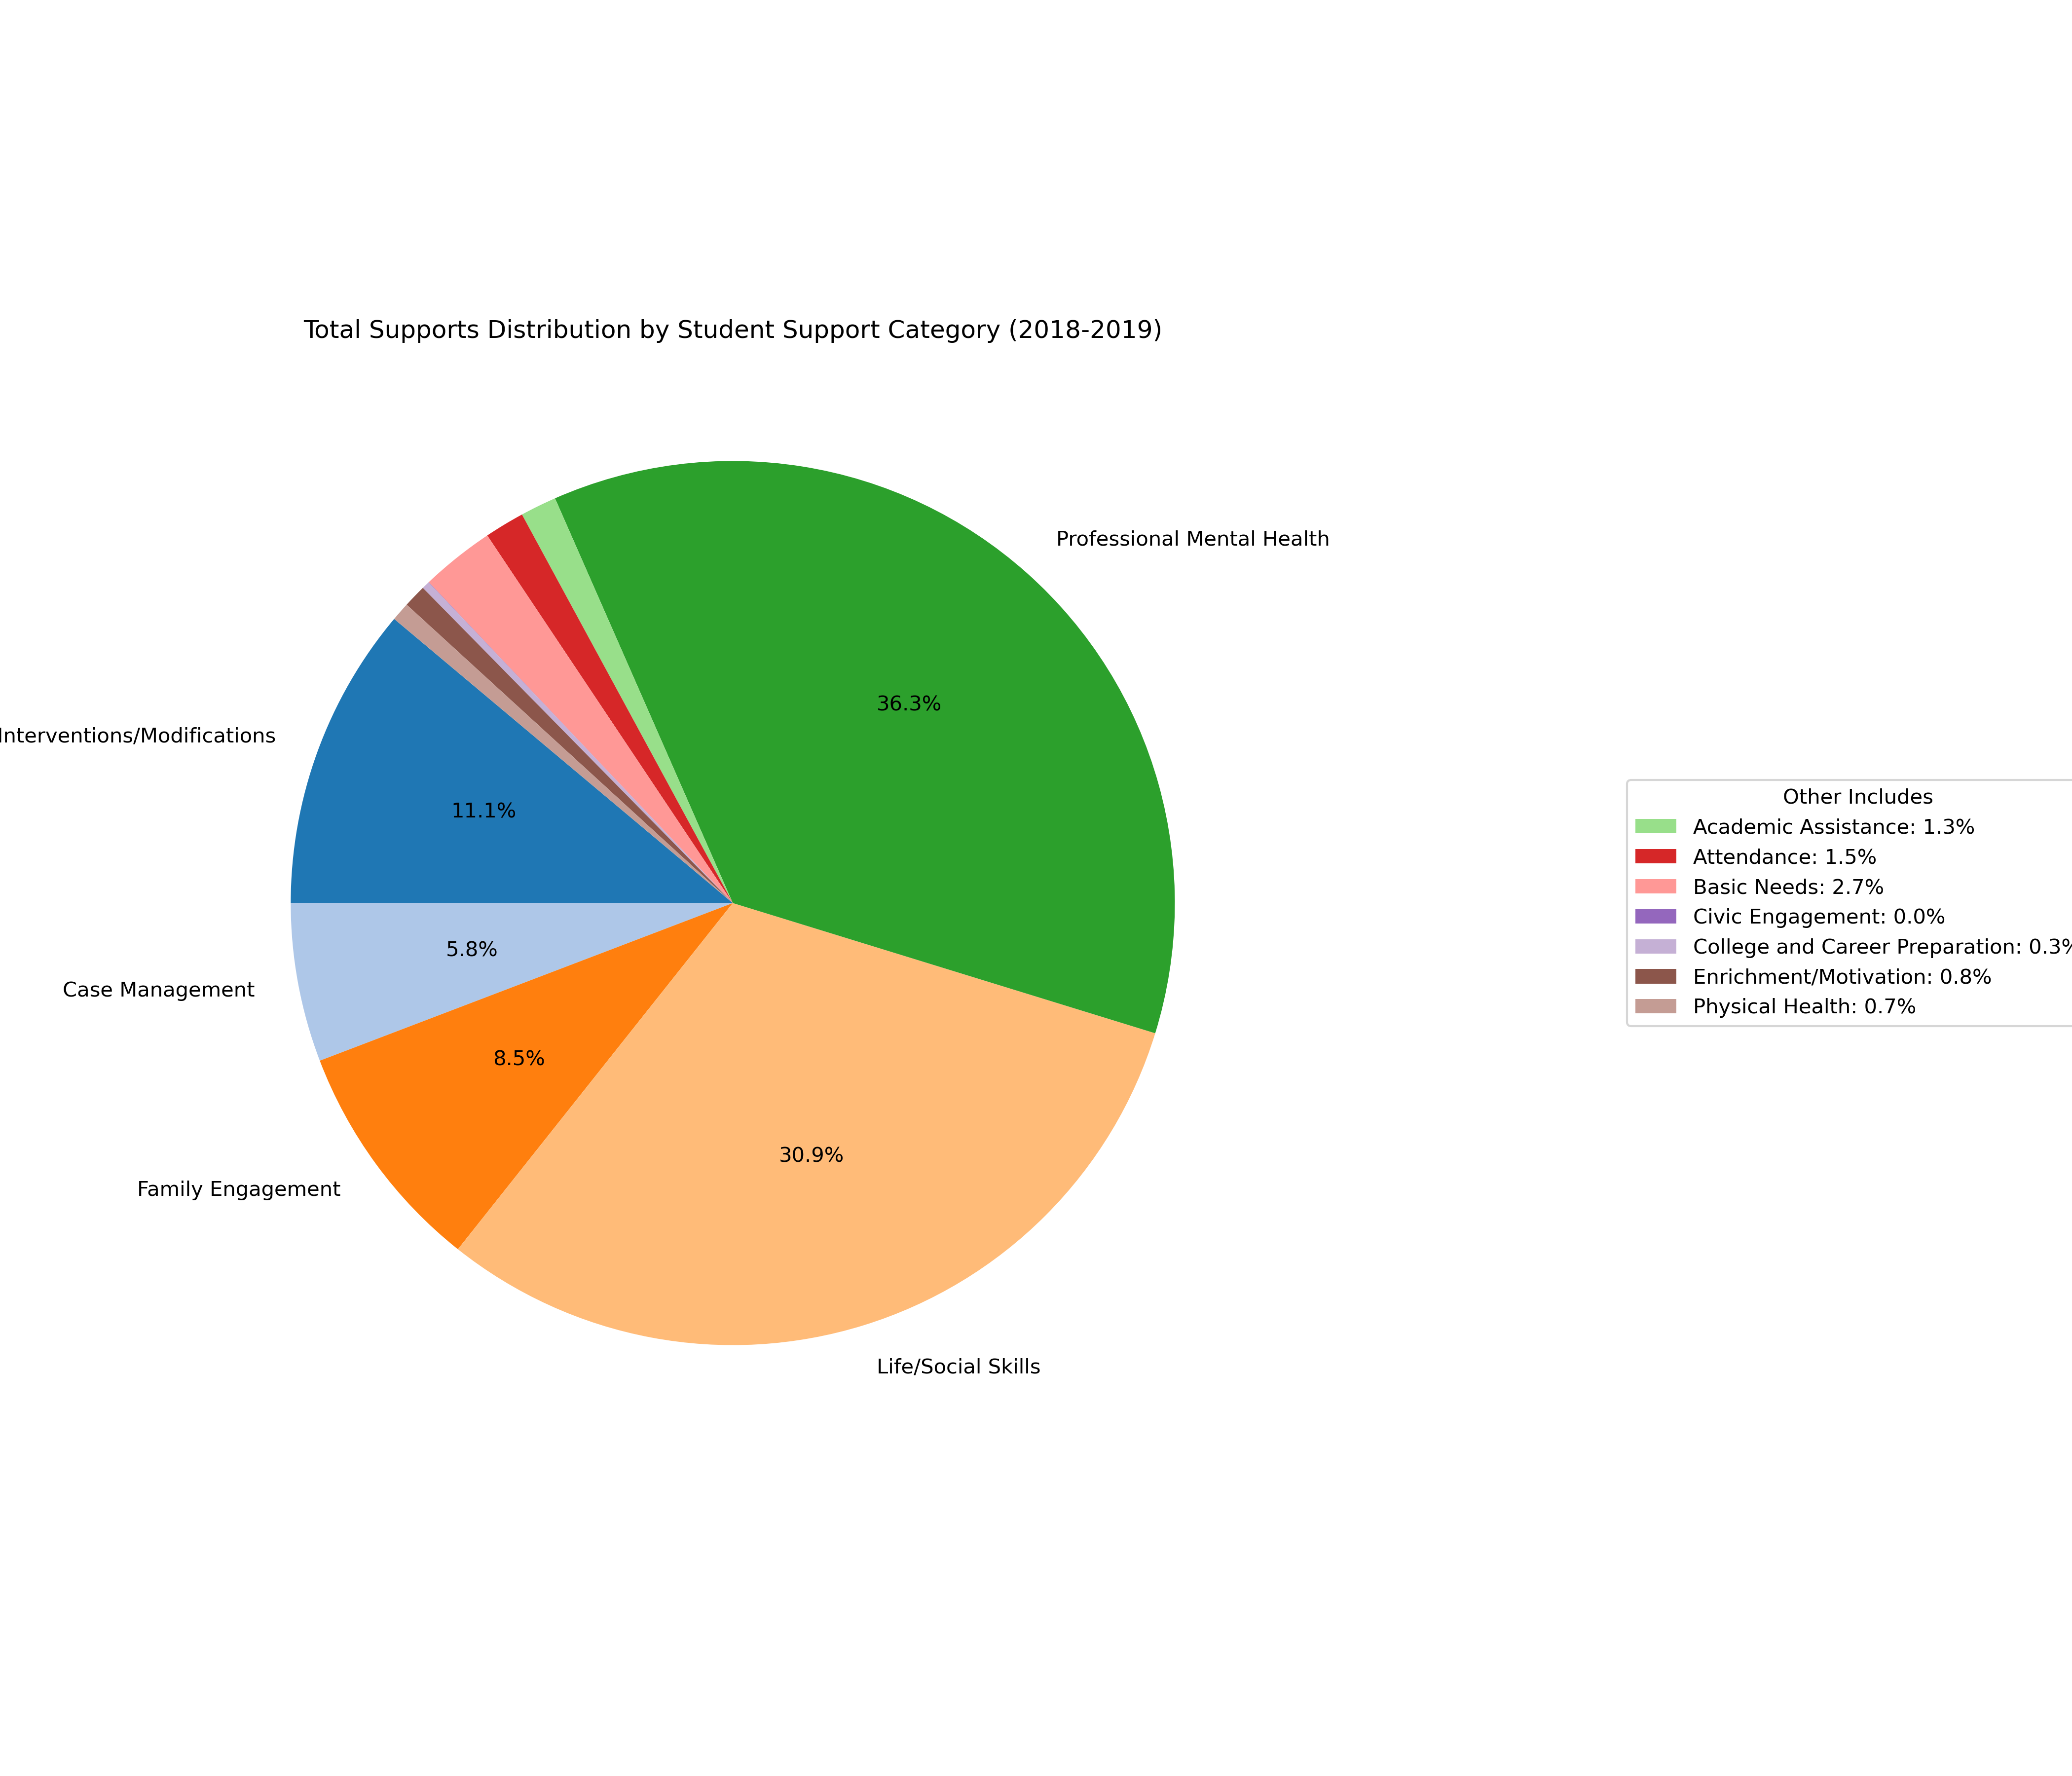 Total Supports Distribution by Student Support Category (2018-2019)
Professional Mental Health
36.3%
Interventions/Modifications
11.1%
5.8%
Case Management
8.5%
Family Engagement
30.9%
Life/Social Skills
Other Includes
Academic Assistance: 1.3%
Attendance: 1.5%
Basic Needs: 2.7%
Civic Engagement: 0.0%
College and Career Preparation: 0.3%
Enrichment/Motivation: 0.8%
Physical Health: 0.7%